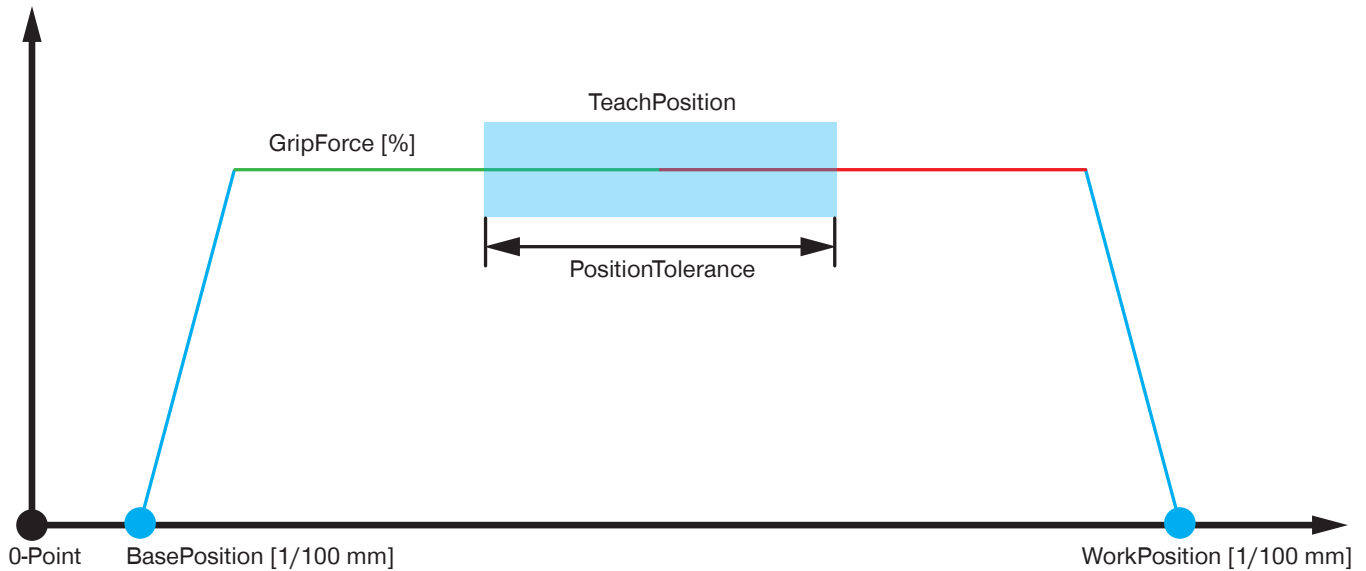 TeachPosition
GripForce [%]
PositionTolerance
0-Point
BasePosition [1/100 mm]
WorkPosition [1/100 mm]